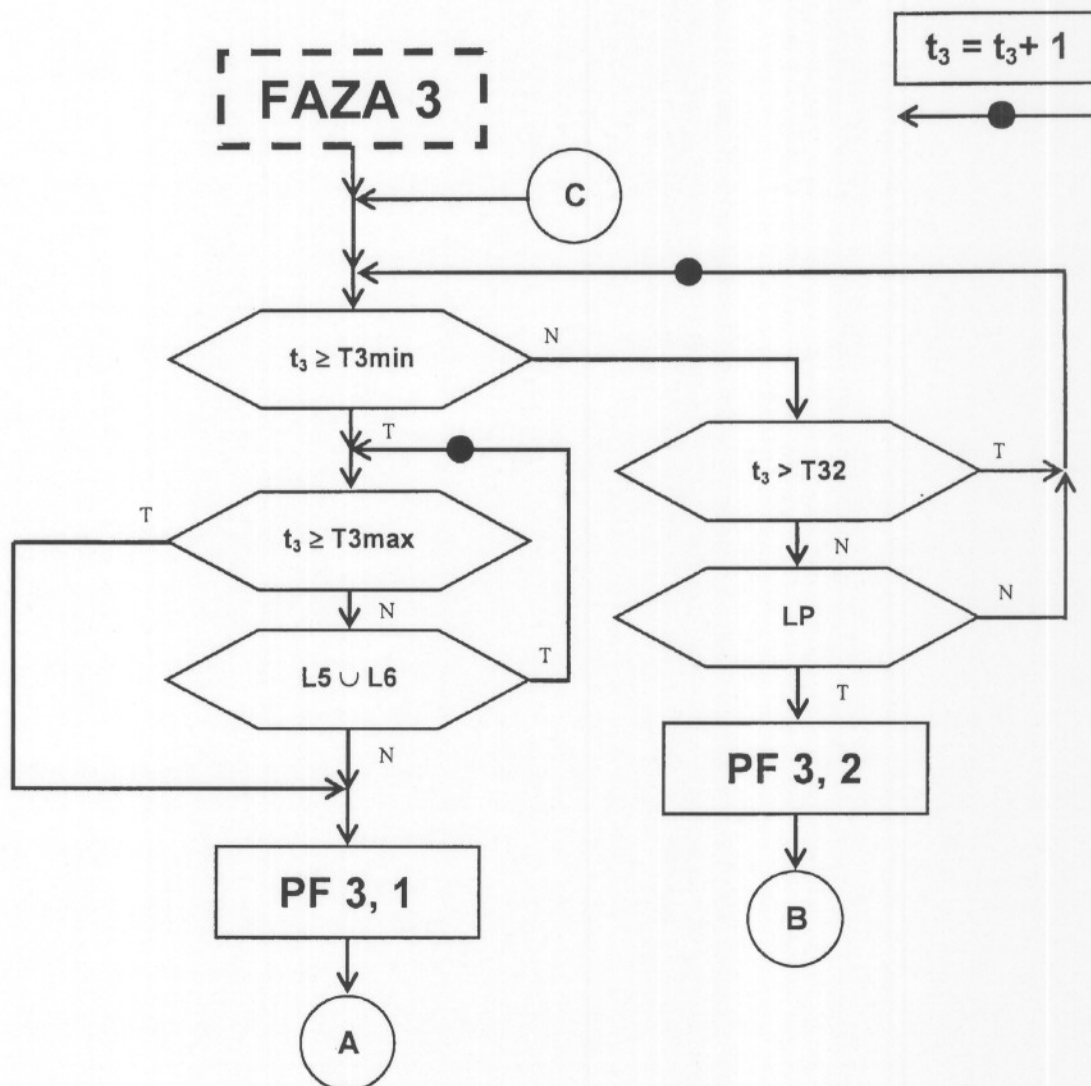 t₃ = t₃+ 1
FAZA 3
C
t₃ ≥ T3min
N
T
t₃ > T32
T
N
t₃ ≥ T3max
T
N
LP
N
T
L5 ∪ L6
T
N
PF 3, 2
PF 3, 1
B
A